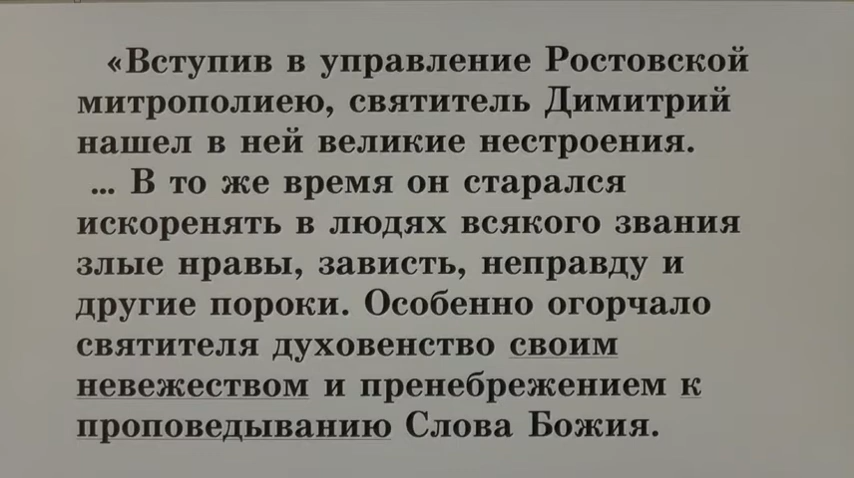 «Вступив в управление Ростовской
митрополиею, святитель Димитрий
нашел в ней великие нестроения.
... В то же время он старался
искоренять в людях всякого звания
злые нравы, зависть, неправду и
другие пороки. Особенно огорчало
святителя духовенство своим
невежеством и пренебрежением к
проповедыванию Слова Божия.